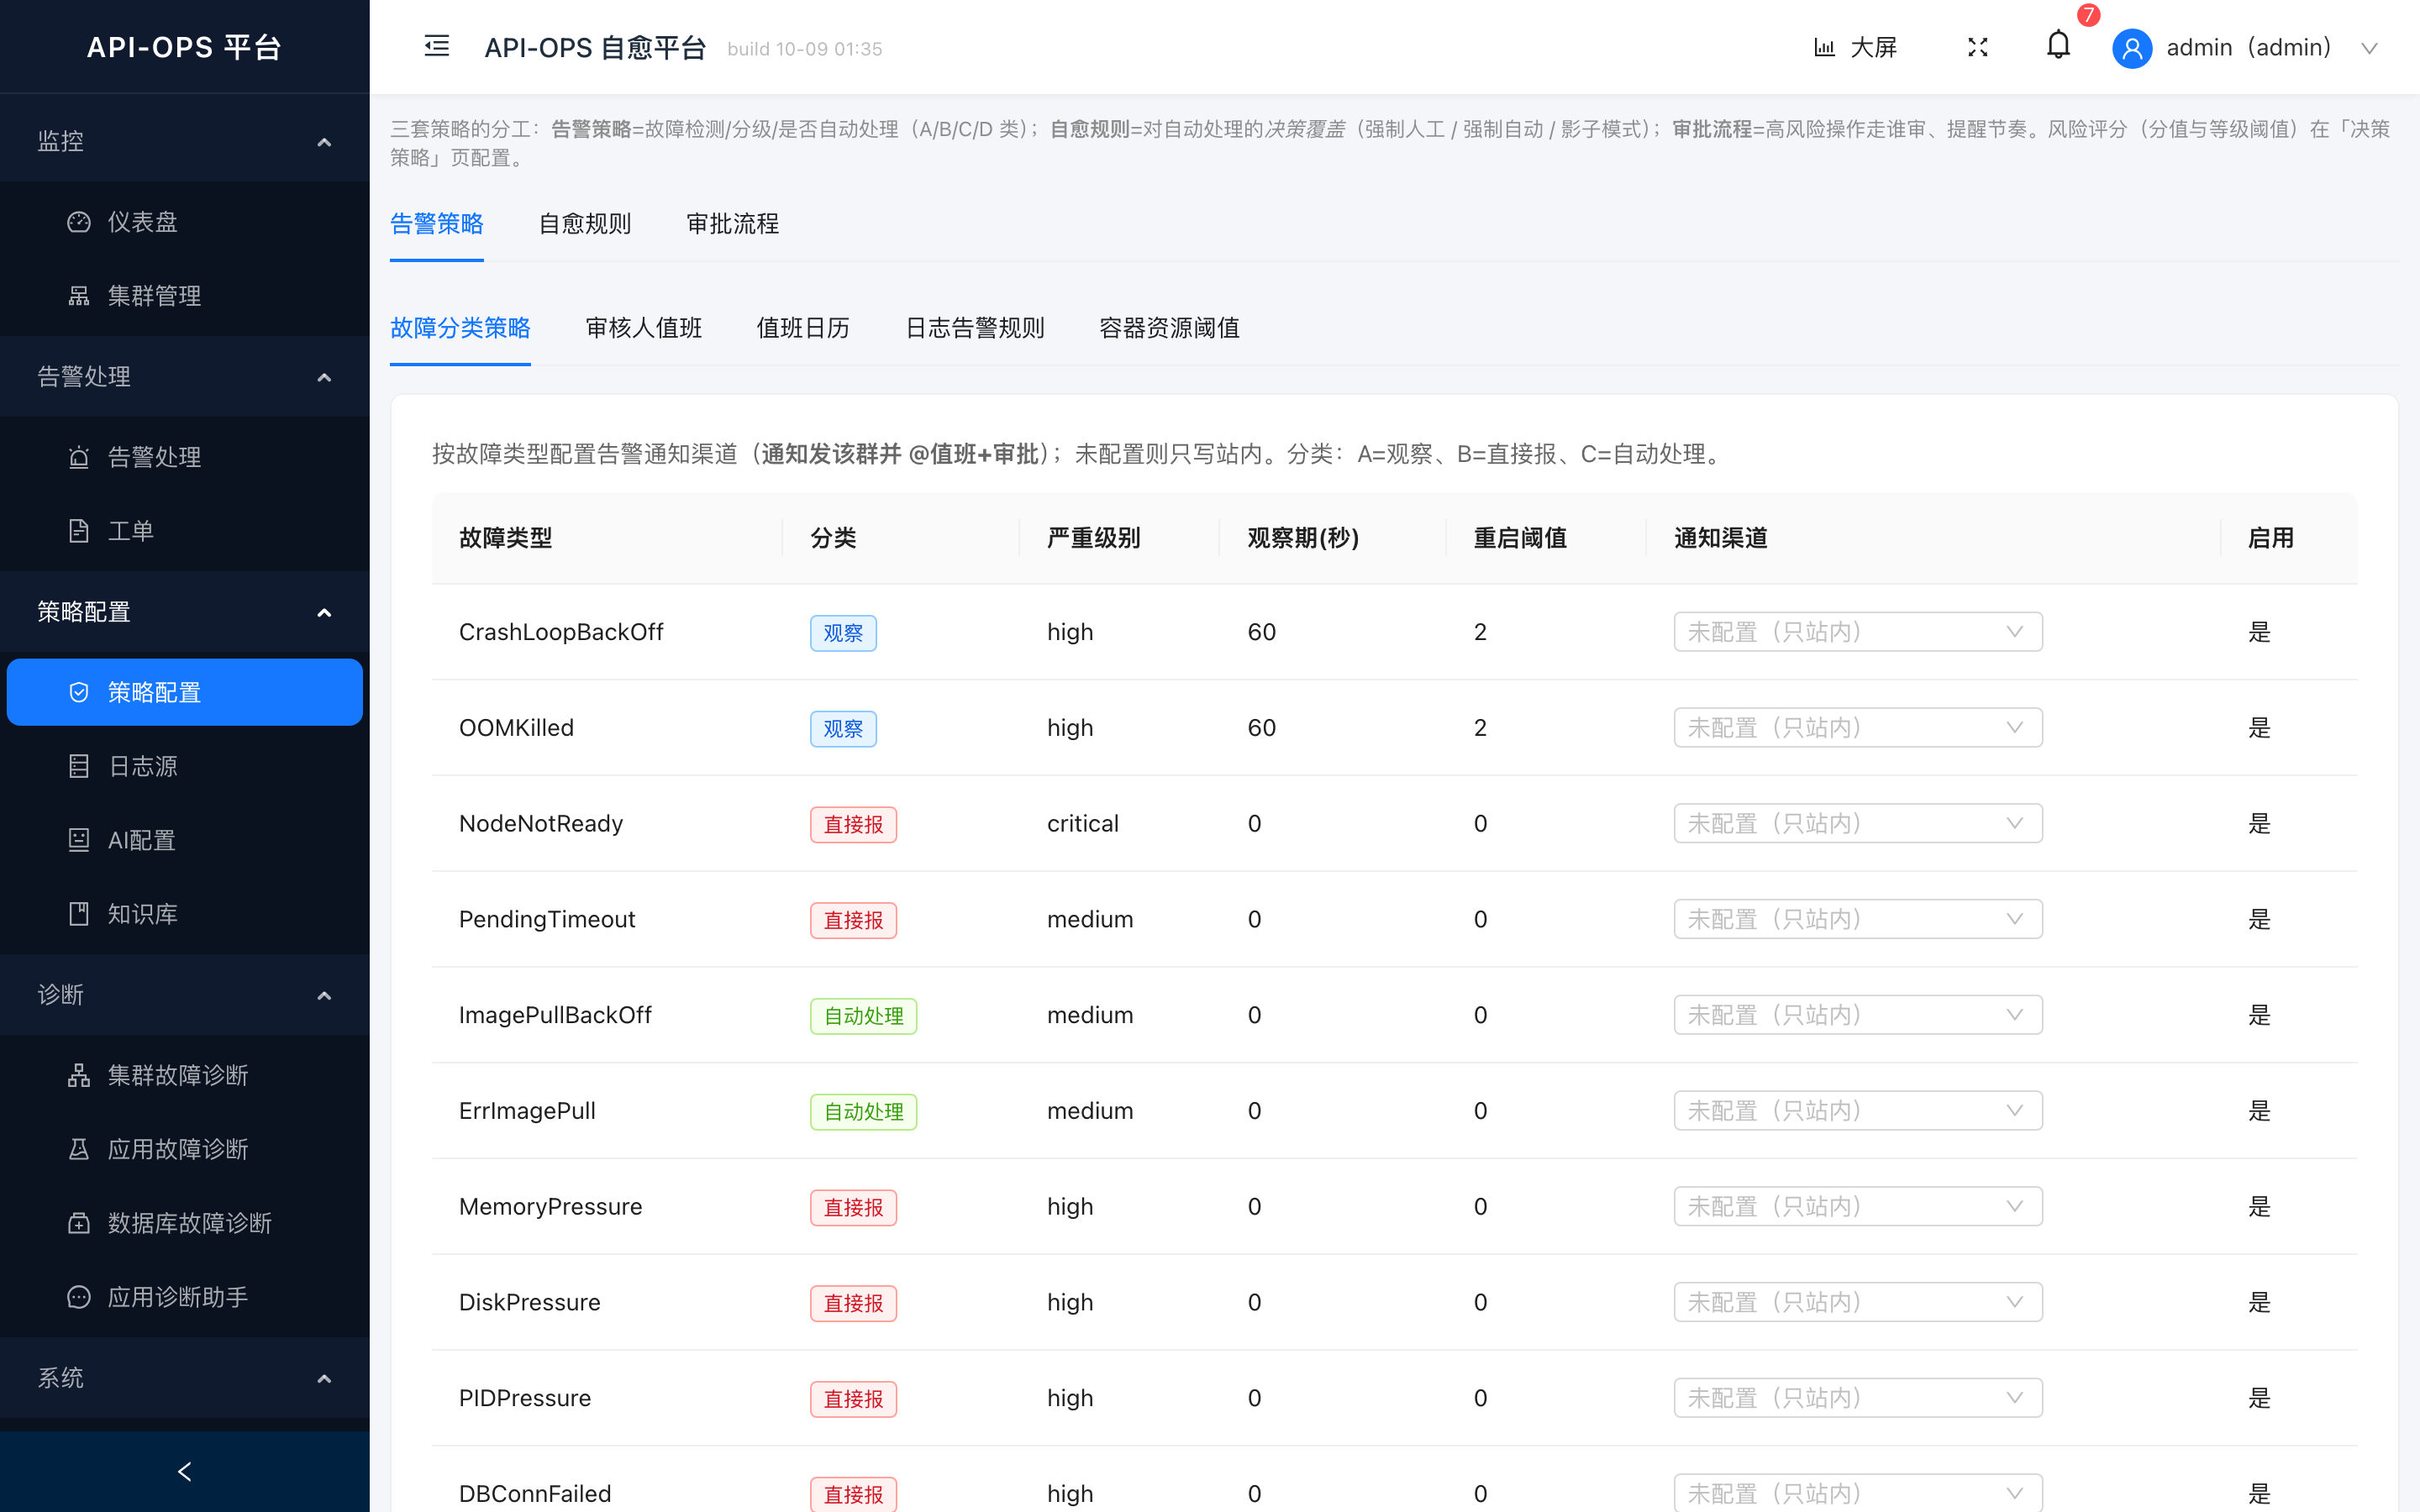 API-OPS 平台
监控
仪表盘
集群管理
告警处理
告警处理
工单
策略配置
策略配置
日志源
AI配置
知识库
诊断
集群故障诊断
应用故障诊断
数据库故障诊断
应用诊断助手
系统
API-OPS 自愈平台 build 10-09 01:35
大屏 7 admin（admin）
三套策略的分工：告警策略=故障检测/分级/是否自动处理（A/B/C/D 类）；自愈规则=对自动处理的决策覆盖（强制人工 / 强制自动 / 影子模式）；审批流程=高风险操作走谁审、提醒节奏。风险评分（分值与等级阈值）在「决策
策略」页配置。
告警策略 自愈规则 审批流程
故障分类策略 审核人值班 值班日历 日志告警规则 容器资源阈值
按故障类型配置告警通知渠道（通知发该群并 @值班+审批）；未配置则只写站内。分类：A=观察、B=直接报、C=自动处理。
故障类型 分类 严重级别 观察期(秒) 重启阈值 通知渠道 启用
CrashLoopBackOff 观察 high 60 2 未配置（只站内） 是
OOMKilled 观察 high 60 2 未配置（只站内） 是
NodeNotReady 直接报 critical 0 0 未配置（只站内） 是
PendingTimeout 直接报 medium 0 0 未配置（只站内） 是
ImagePullBackOff 自动处理 medium 0 0 未配置（只站内） 是
ErrImagePull 自动处理 medium 0 0 未配置（只站内） 是
MemoryPressure 直接报 high 0 0 未配置（只站内） 是
DiskPressure 直接报 high 0 0 未配置（只站内） 是
PIDPressure 直接报 high 0 0 未配置（只站内） 是
DBConnFailed 直接报 high 0 0 未配置（只站内） 是